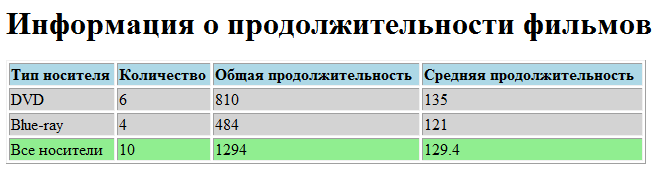 Информация о продолжительности фильмов
Тип носителя Количество Общая продолжительность Средняя продолжительность
DVD 6 810 135
Blue-ray 4 484 121
Все носители 10 1294 129.4